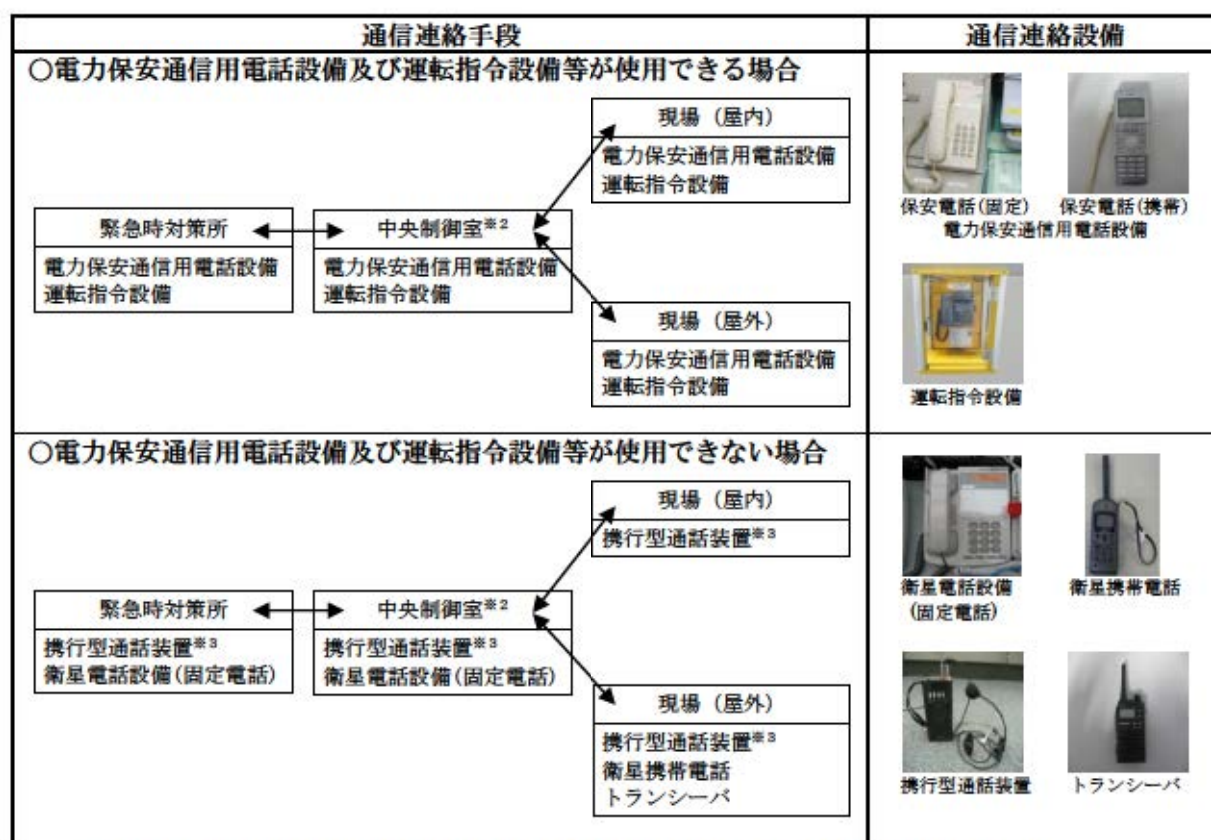 通信連絡手段
通信連絡設備
○電力保安通信用電話設備及び運転指令設備等が使用できる場合
現場（屋内）
電力保安通信用電話設備
運転指令設備
緊急時対策所
電力保安通信用電話設備
運転指令設備
中央制御室※2
電力保安通信用電話設備
運転指令設備
現場（屋外）
電力保安通信用電話設備
運転指令設備
保安電話(固定)
保安電話(携帯)
電力保安通信用電話設備
運転指令設備
○電力保安通信用電話設備及び運転指令設備等が使用できない場合
現場（屋内）
携行型通話装置※3
緊急時対策所
携行型通話装置※3
衛星電話設備(固定電話)
中央制御室※2
携行型通話装置※3
衛星電話設備(固定電話)
現場（屋外）
携行型通話装置※3
衛星携帯電話
トランシーバ
衛星電話設備
(固定電話)
衛星携帯電話
携行型通話装置
トランシーバ